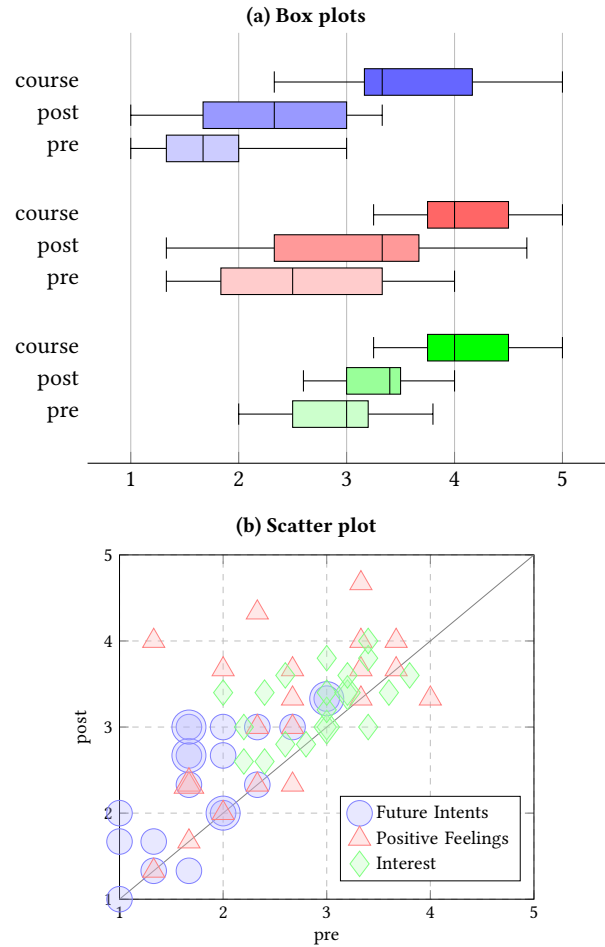 (a) Box plots
course
post
pre
course
post
pre
course
post
pre
1 2 3 4 5
(b) Scatter plot
5
4
3
2
1
post
Future Intents
Positive Feelings
Interest
1 2 3 4 5
pre